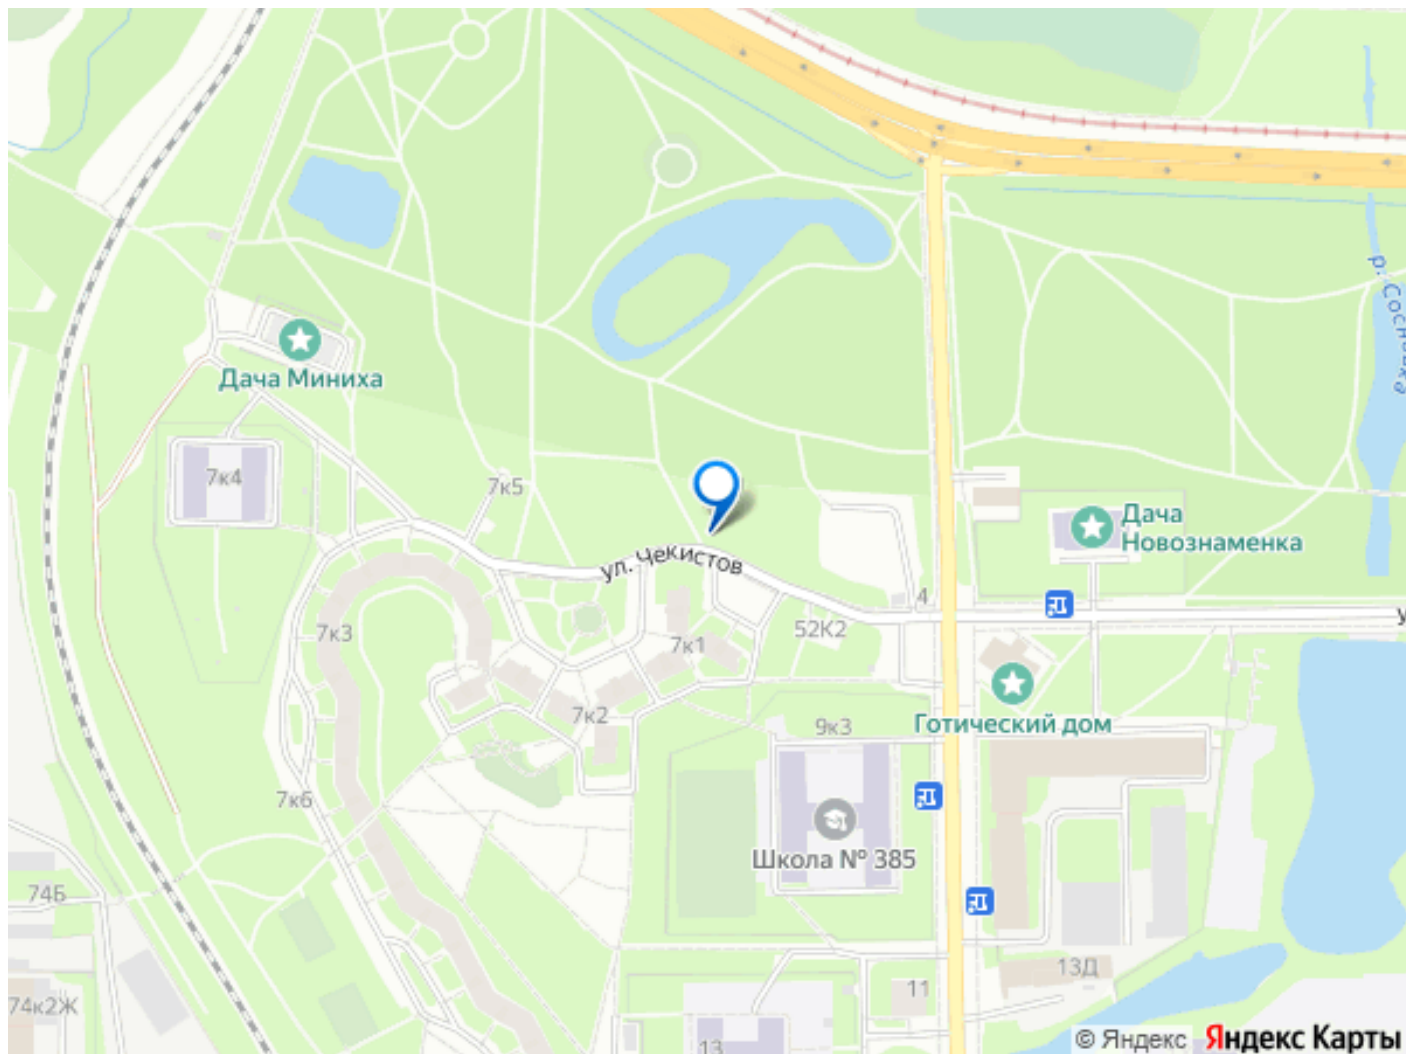 р. Сосновка
Дача Миниха
7к4
7к5
Дача
Новознаменка
ул. Чекистов
4
52К2
7к3
7к1
Готический дом
7к2
9к3
7к6
Школа № 385
74Б
13Д
11
74к2Ж
13
© Яндекс Яндекс Карты